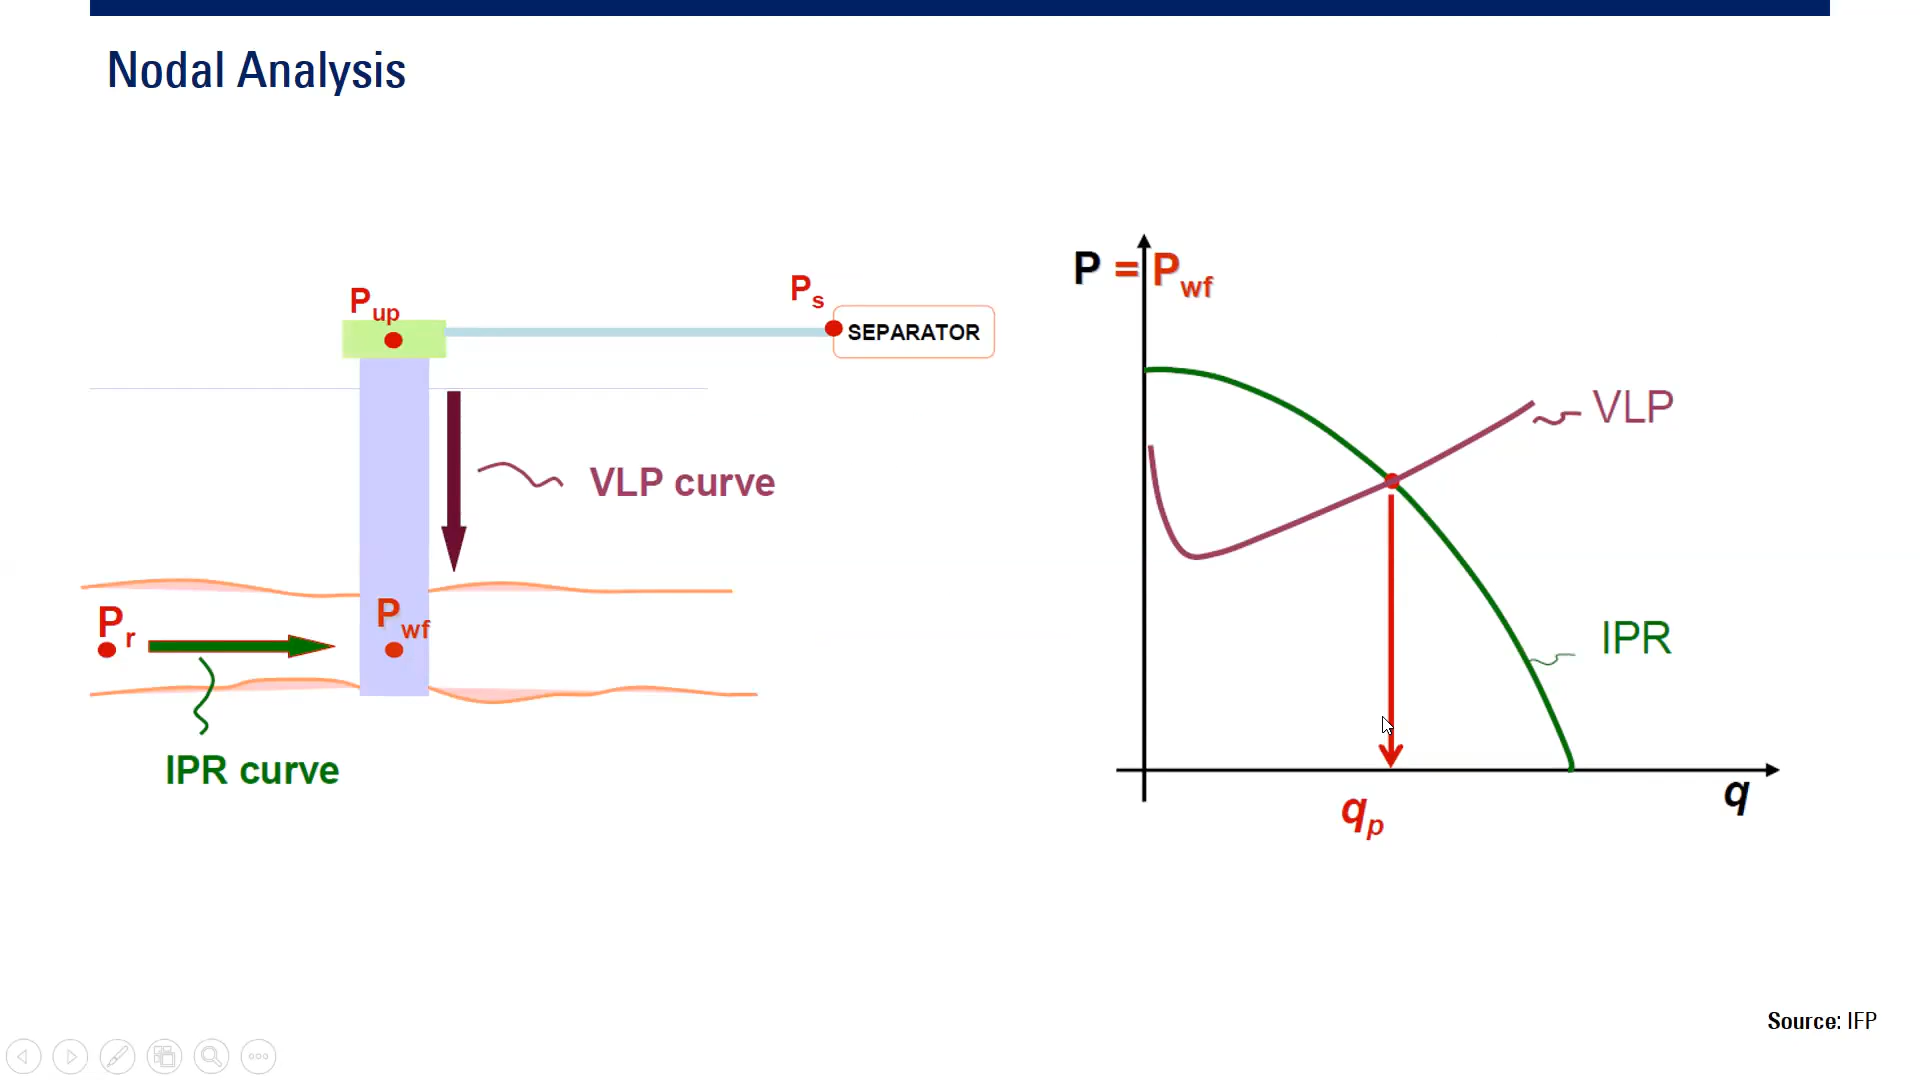 Nodal Analysis
Pup
Ps
SEPARATOR
VLP curve
Pr
Pwf
IPR curve
P = Pwf
VLP
IPR
qp
q
Source: IFP